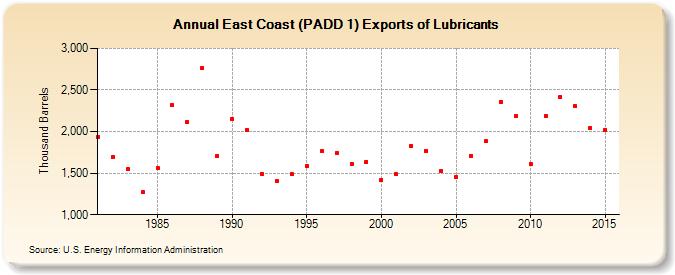 Annual East Coast (PADD 1) Exports of Lubricants
Thousand Barrels
3,000
2,500
2,000
1,500
1,000
1985 1990 1995 2000 2005 2010 2015
Source: U.S. Energy Information Administration